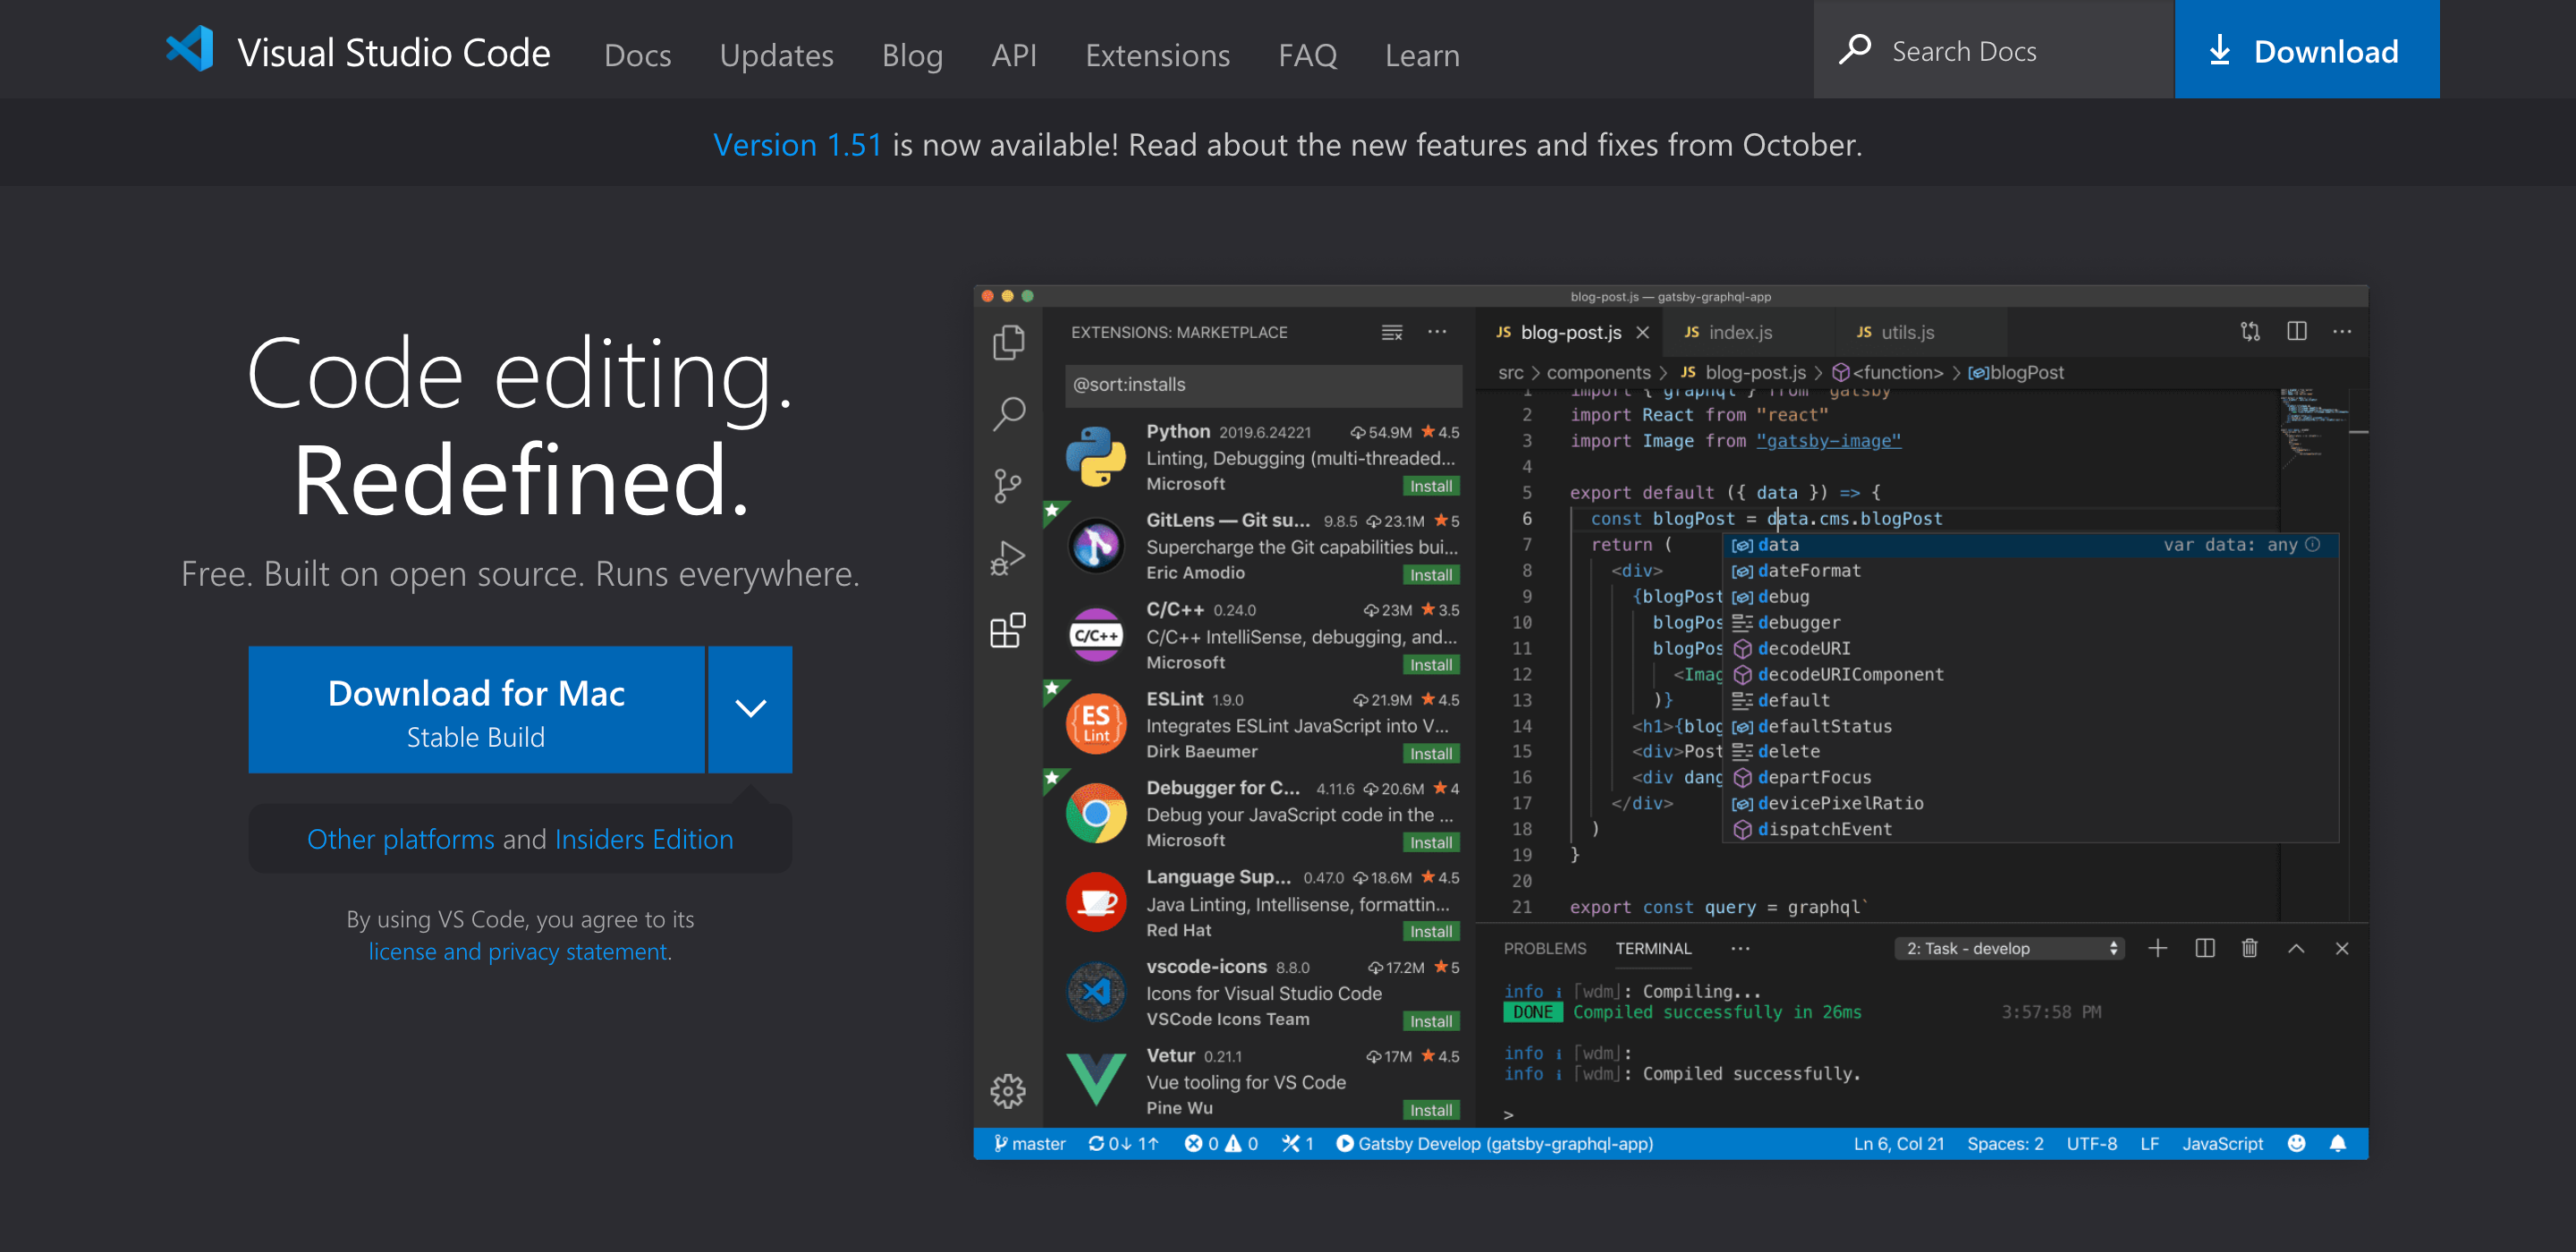 Visual Studio Code Docs Updates Blog API Extensions FAQ Learn Search Docs Download
Version 1.51 is now available! Read about the new features and fixes from October.
Code editing.
Redefined.
Free. Built on open source. Runs everywhere.
Download for Mac
Stable Build
Other platforms and Insiders Edition
By using VS Code, you agree to its
license and privacy statement.
blog-post.js — gatsby-graphql-app
EXTENSIONS: MARKETPLACE ···
@sort:installs
Python 2019.6.24221 54.9M ★4.5
Linting, Debugging (multi-threaded...
Microsoft Install
GitLens — Git su... 9.8.5 23.1M ★5
Supercharge the Git capabilities bui...
Eric Amodio Install
C/C++
C/C++ 0.24.0 23M ★3.5
C/C++ IntelliSense, debugging, and...
Microsoft Install
ES
Lint
ESLint 1.9.0 21.9M ★4.5
Integrates ESLint JavaScript into V...
Dirk Baeumer Install
Debugger for C... 4.11.6 20.6M ★4
Debug your JavaScript code in the ...
Microsoft Install
Language Sup... 0.47.0 18.6M ★4.5
Java Linting, Intellisense, formattin...
Red Hat Install
vscode-icons 8.8.0 17.2M ★5
Icons for Visual Studio Code
VSCode Icons Team Install
Vetur 0.21.1 17M ★4.5
Vue tooling for VS Code
Pine Wu Install
JS blog-post.js × JS index.js JS utils.js ···
src > components > JS blog-post.js > <function> > blogPost
1 import { graphql } from "gatsby"
2 import React from "react"
3 import Image from "gatsby-image"
4
5 export default ({ data }) => {
6 const blogPost = data.cms.blogPost
7 return (
8 <div>
9 {blogPost
10 blogPos
11 blogPos
12 <Imag
13 )}
14 <h1>{blog
15 <div>Post
16 <div dang
17 </div>
18 )
19 }
20
21 export const query = graphql`
data var data: any
dateFormat
debug
debugger
decodeURI
decodeURIComponent
default
defaultStatus
delete
departFocus
devicePixelRatio
dispatchEvent
PROBLEMS TERMINAL ··· 2: Task - develop
info i ｢wdm｣: Compiling...
DONE Compiled successfully in 26ms 3:57:58 PM
info i ｢wdm｣:
info i ｢wdm｣: Compiled successfully.
>
master 0↓ 1↑ 0 0 1 Gatsby Develop (gatsby-graphql-app) Ln 6, Col 21 Spaces: 2 UTF-8 LF JavaScript